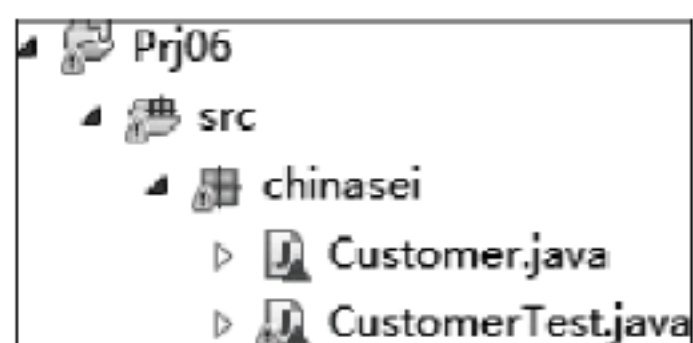 Prj06
src
chinasei
Customer.java
CustomerTest.java